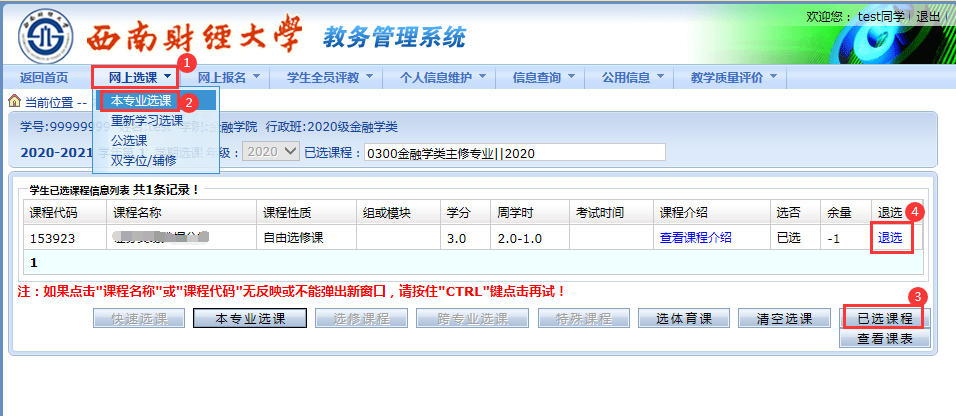 欢迎您： test同学 退出
西南财经大学 教务管理系统
返回首页 网上选课 网上报名 学生全员评教 个人信息维护 信息查询 公用信息 教学质量评价
1
当前位置 --
本专业选课 2
重新学习选课
公选课
双学位/辅修
学号:99999999 金融学院 行政班:2020级金融学类
2020-2021 学期选课 年级： 2020 已选课程： 0300金融学类主修专业||2020
学生已选课程信息列表 共1条记录！
课程代码 课程名称 课程性质 组或模块 学分 周学时 考试时间 课程介绍 选否 余量 退选 4
153923 自由选修课 3.0 2.0-1.0 查看课程介绍 已选 -1 退选
1
注：如果点击"课程名称"或"课程代码"无反映或不能弹出新窗口，请按住"CTRL"键点击再试！
3
快速选课 本专业选课 选修课程 跨专业选课 特殊课程 选体育课 清空选课 已选课程
查看课表